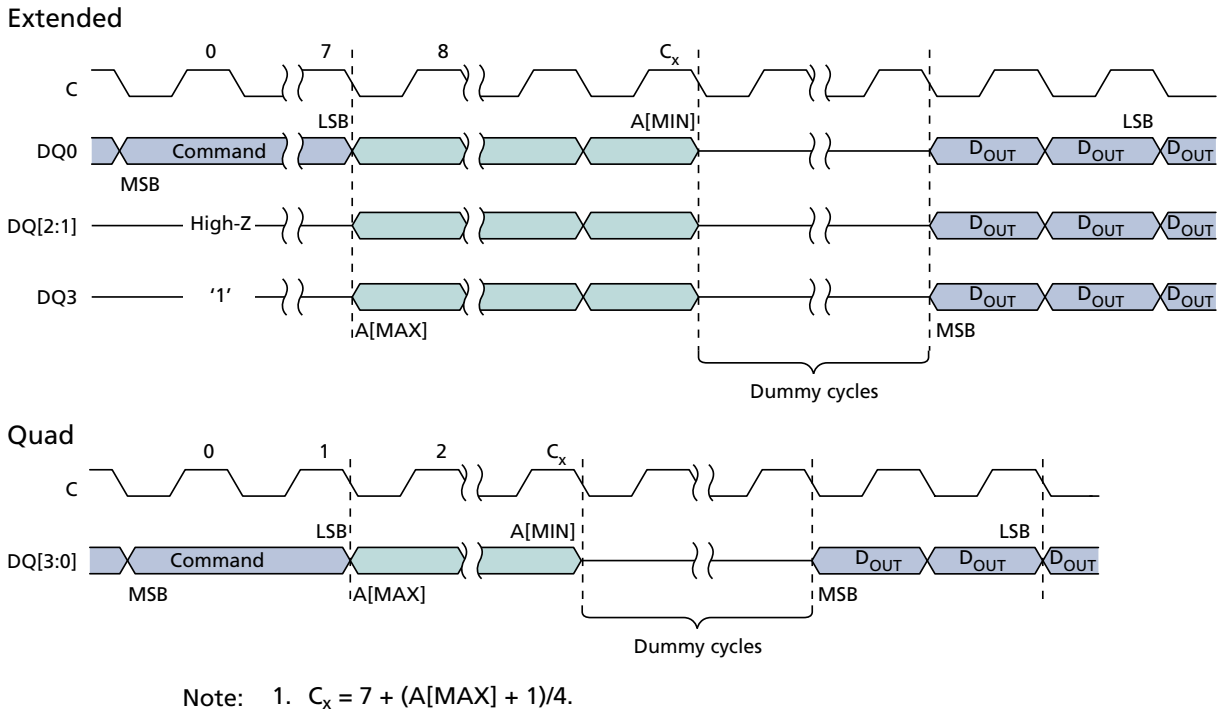 Extended
0 7 8 Cx
C
LSB A[MIN] LSB
DQ0 Command DOUT DOUT DOUT
MSB
DQ[2:1] High-Z DOUT DOUT DOUT
DQ3 ‘1’ DOUT DOUT DOUT
A[MAX] MSB
Dummy cycles
Quad
0 1 2 Cx
C
LSB A[MIN] LSB
DQ[3:0] Command DOUT DOUT DOUT
MSB A[MAX] MSB
Dummy cycles
Note: 1. Cx = 7 + (A[MAX] + 1)/4.